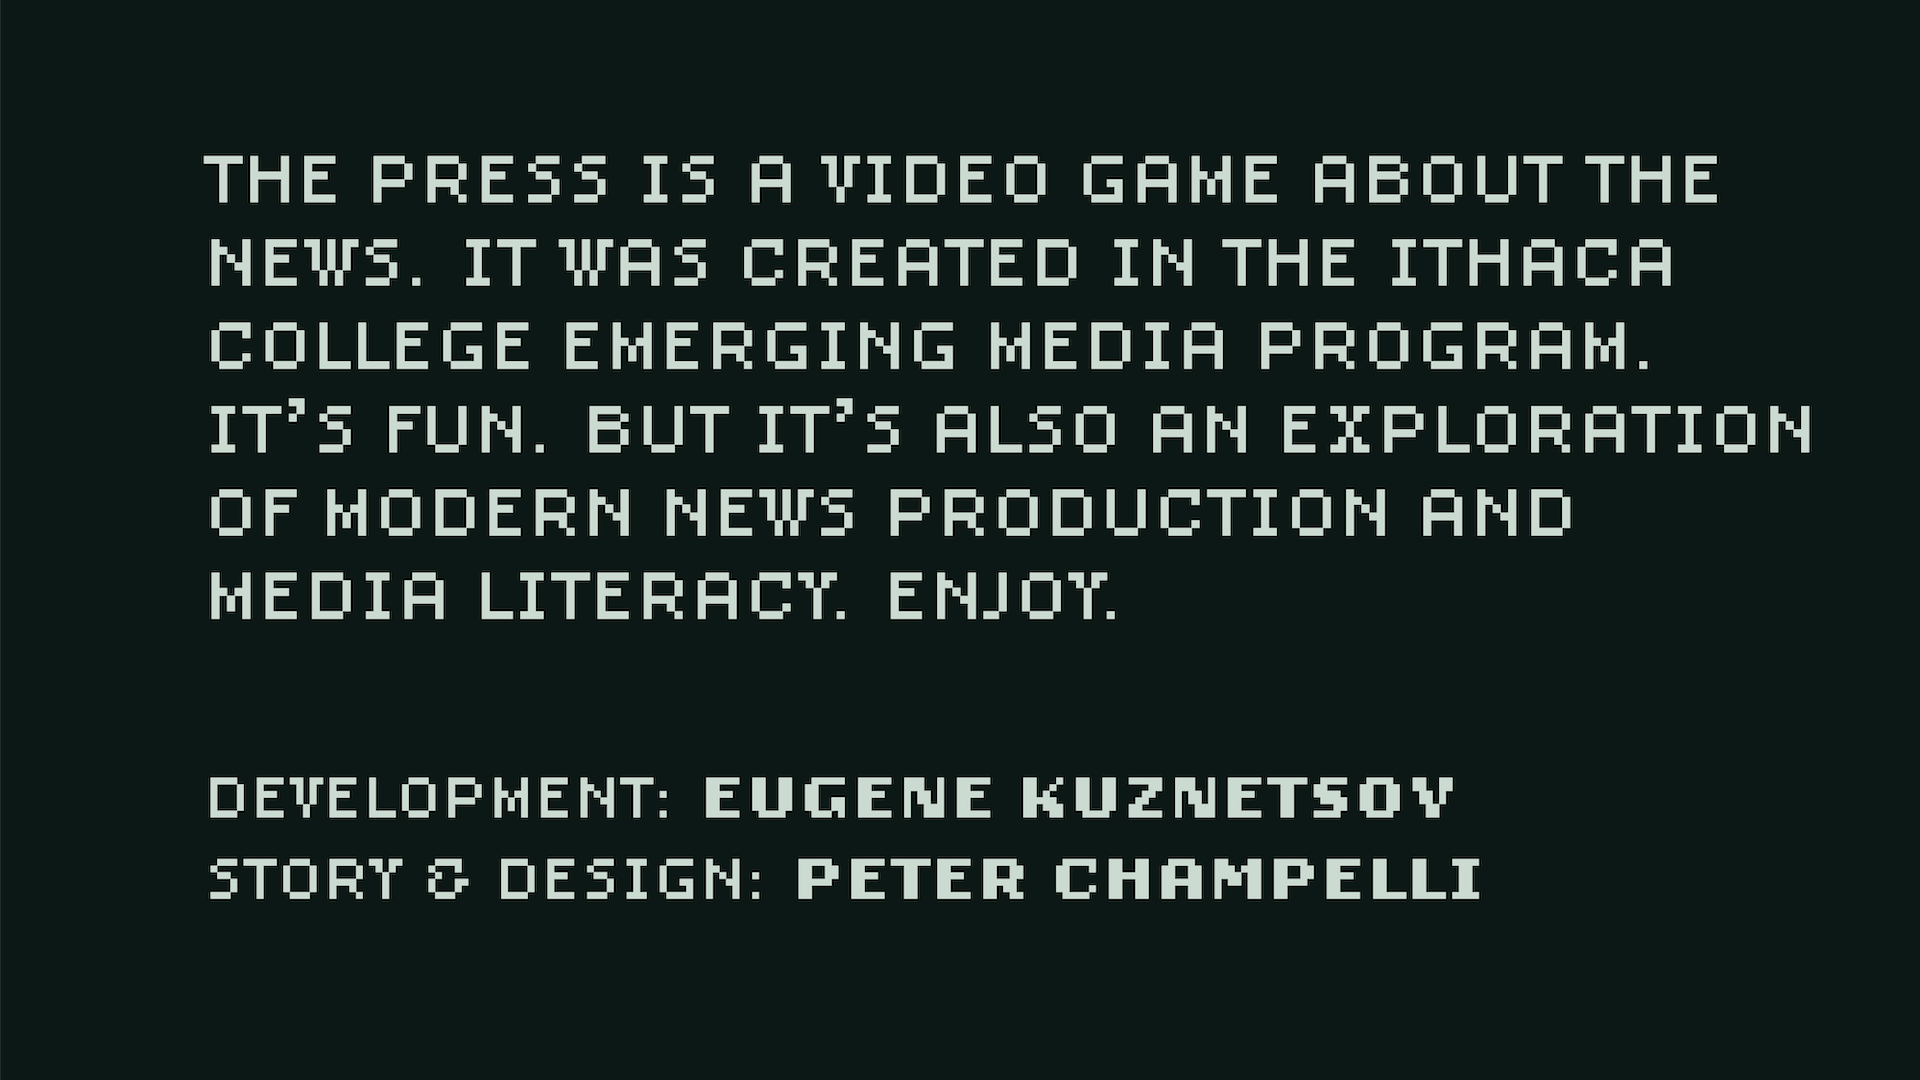 THE PRESS IS A VIDEO GAME ABOUT THE
NEWS. IT WAS CREATED IN THE ITHACA
COLLEGE EMERGING MEDIA PROGRAM.
IT’S FUN. BUT IT’S ALSO AN EXPLORATION
OF MODERN NEWS PRODUCTION AND
MEDIA LITERACY. ENJOY.
DEVELOPMENT: EUGENE KUZNETSOV
STORY & DESIGN: PETER CHAMPELLI